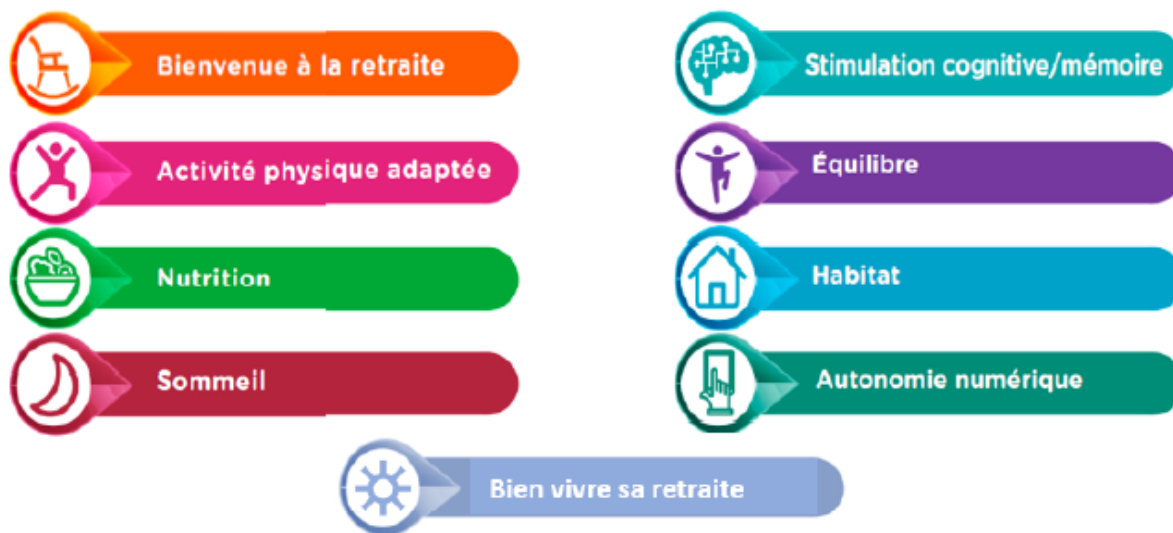 Bienvenue à la retraite
Activité physique adaptée
Nutrition
Sommeil
Stimulation cognitive/mémoire
Équilibre
Habitat
Autonomie numérique
Bien vivre sa retraite